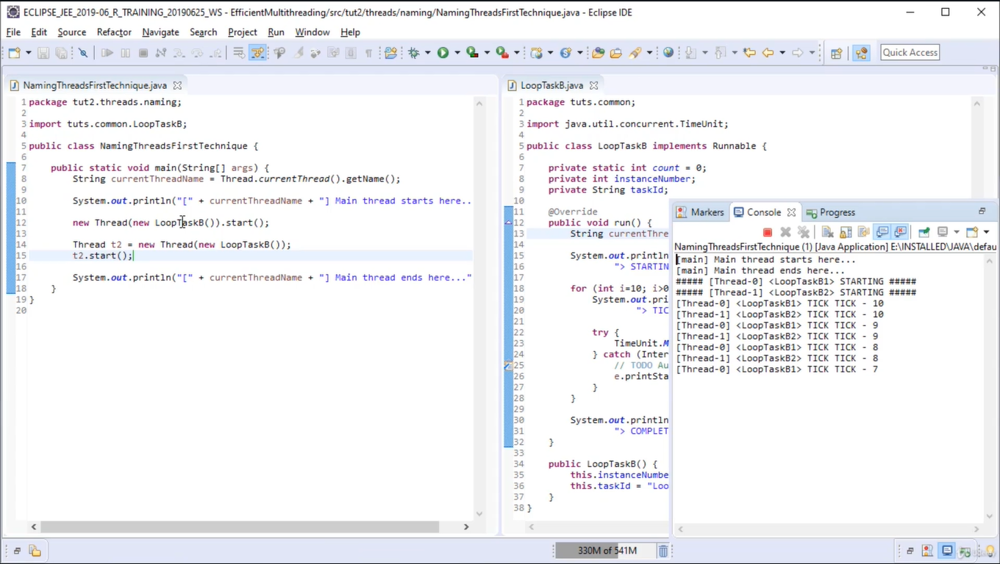 ECLIPSE_JEE_2019-06_R_TRAINING_20190625_WS - EfficientMultithreading/src/tut2/threads/naming/NamingThreadsFirstTechnique.java - Eclipse IDE
File Edit Source Refactor Navigate Search Project Run Window Help
Quick Access
NamingThreadsFirstTechnique.java
1 package tut2.threads.naming;
2
3 import tuts.common.LoopTaskB;
4
5 public class NamingThreadsFirstTechnique {
6
7 public static void main(String[] args) {
8 String currentThreadName = Thread.currentThread().getName();
9
10 System.out.println("[" + currentThreadName + "] Main thread starts here..
11
12 new Thread(new LoopTaskB()).start();
13
14 Thread t2 = new Thread(new LoopTaskB());
15 t2.start();
16
17 System.out.println("[" + currentThreadName + "] Main thread ends here..."
18 }
19 }
20
LoopTaskB.java
1 package tuts.common;
2
3 import java.util.concurrent.TimeUnit;
4
5 public class LoopTaskB implements Runnable {
6
7 private static int count = 0;
8 private int instanceNumber;
9 private String taskId;
10
11 @Override
12 public void run() {
13 String currentThre
14
15 System.out.println
16 "> STARTIN
17
18 for (int i=10; i>0
19 System.out.pri
20 "> TIC
21
22 try {
23 TimeUnit.M
24 } catch (Inter
25 // TODO Au
26 e.printSta
27 }
28 }
29
30 System.out.println
31 "> COMPLET
32 }
33
34 public LoopTaskB() {
35 this.instanceNumbe
36 this.taskId = "Loo
37 }
38 }
Markers Console Progress
NamingThreadsFirstTechnique (1) [Java Application] E:\INSTALLED\JAVA\defau
[main] Main thread starts here...
[main] Main thread ends here...
##### [Thread-0] <LoopTaskB1> STARTING #####
##### [Thread-1] <LoopTaskB2> STARTING #####
[Thread-0] <LoopTaskB1> TICK TICK - 10
[Thread-1] <LoopTaskB2> TICK TICK - 10
[Thread-0] <LoopTaskB1> TICK TICK - 9
[Thread-1] <LoopTaskB2> TICK TICK - 9
[Thread-0] <LoopTaskB1> TICK TICK - 8
[Thread-1] <LoopTaskB2> TICK TICK - 8
[Thread-0] <LoopTaskB1> TICK TICK - 7
330M of 541M